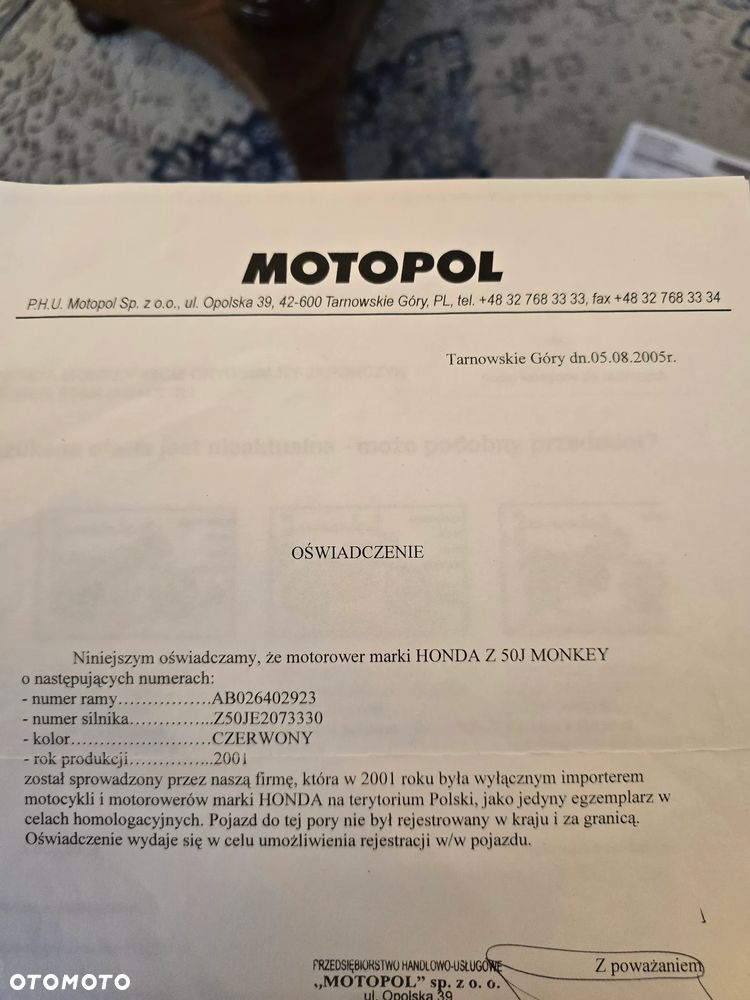 MOTOPOL
P.H.U. Motopol Sp. z o.o., ul. Opolska 39, 42-600 Tarnowskie Góry, PL, tel. +48 32 768 33 33, fax +48 32 768 33 34
Tarnowskie Góry dn.05.08.2005r.
OŚWIADCZENIE
Niniejszym oświadczamy, że motorower marki HONDA Z 50J MONKEY
o następujących numerach:
- numer ramy................AB026402923
- numer silnika..............Z50JE2073330
- kolor........................CZERWONY
- rok produkcji..............2001
został sprowadzony przez naszą firmę, która w 2001 roku była wyłącznym importerem
motocykli i motorowerów marki HONDA na terytorium Polski, jako jedyny egzemplarz w
celach homologacyjnych. Pojazd do tej pory nie był rejestrowany w kraju i za granicą.
Oświadczenie wydaje się w celu umożliwienia rejestracji w/w pojazdu.
Z poważaniem
PRZEDSIĘBIORSTWO HANDLOWO-USŁUGOWE
„MOTOPOL" sp. z o. o.
ul. Opolska 39
OTOMOTO